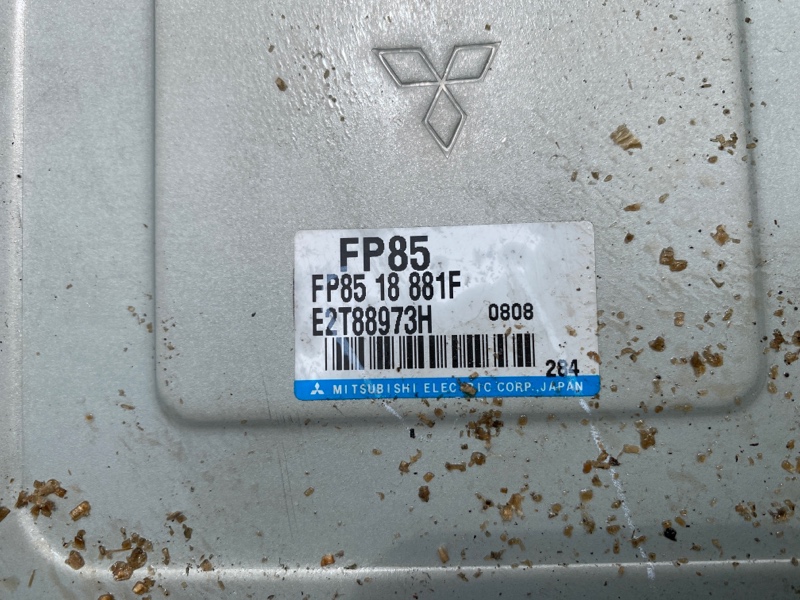 FP85
FP85 18 881F
E2T88973H 0808
284
MITSUBISHI ELECTRIC CORP., JAPAN